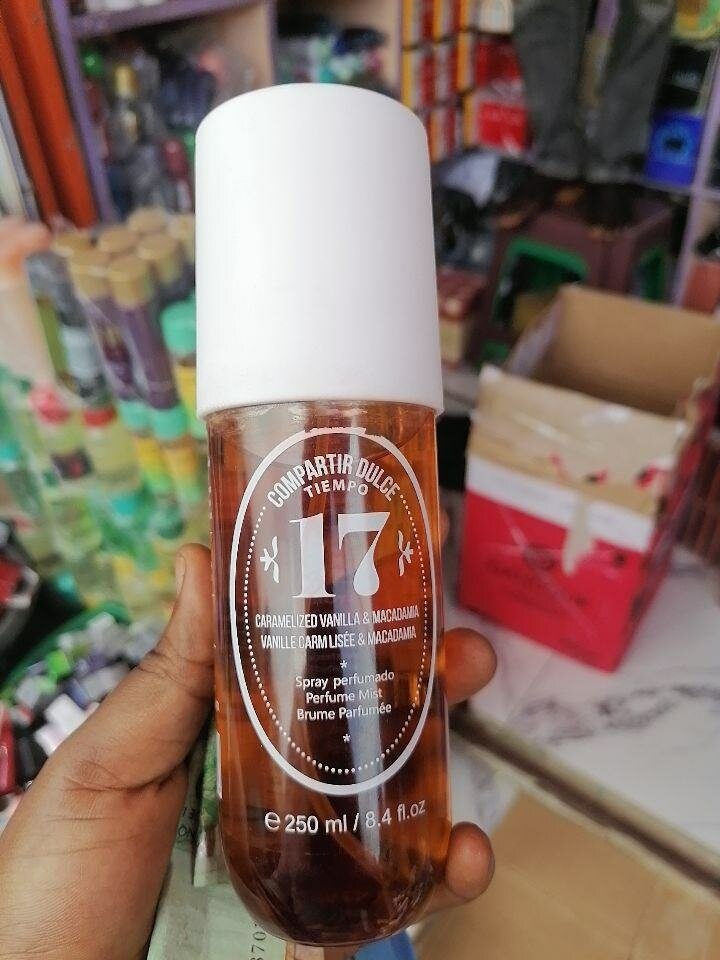 COMPARTIR DULCE
TIEMPO
17
CARAMELIZED VANILLA & MACADAMIA
VANILLE CARM LISÉE & MACADAMIA
*
Spray perfumado
Perfume Mist
Brume Parfumée
*
e 250 ml / 8.4 fl.oz